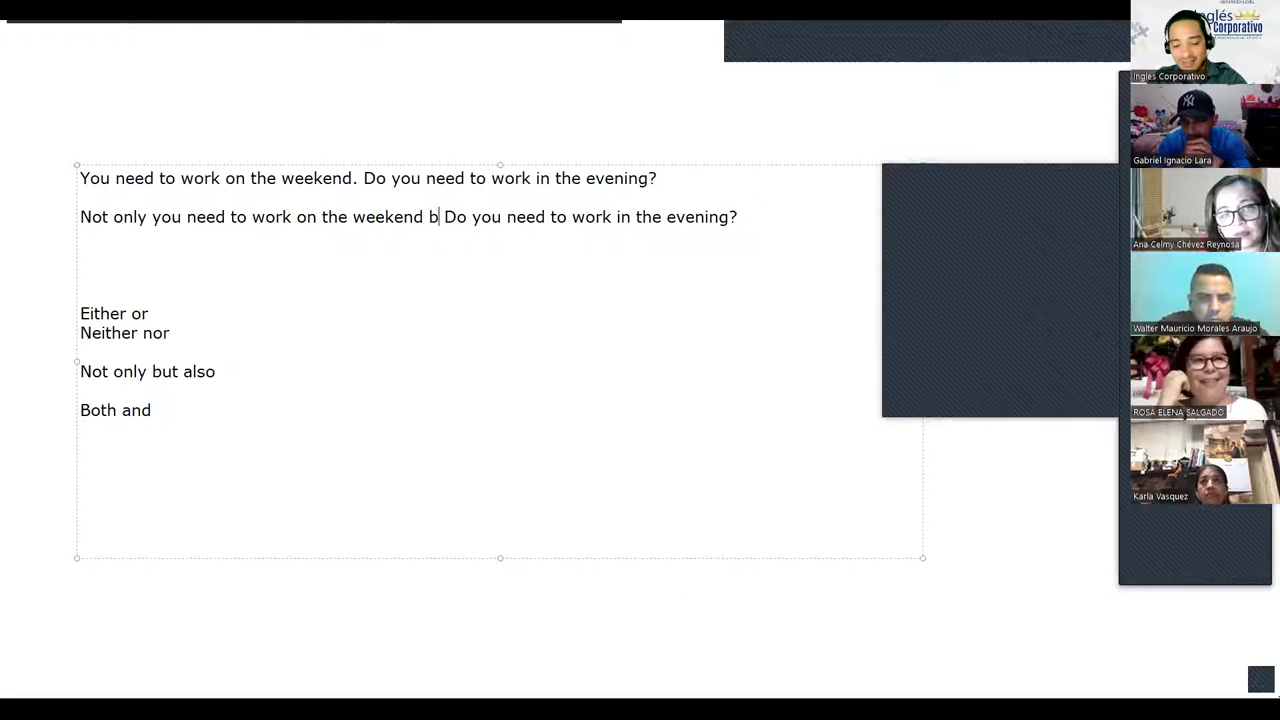 You need to work on the weekend. Do you need to work in the evening?
Not only you need to work on the weekend b Do you need to work in the evening?
Either or
Neither nor
Not only but also
Both and
Inglés
Corporativo
Ingles Corporativo
Gabriel Ignacio Lara
Ana Celmy Chévez Reynosa
Walter Mauricio Morales Araujo
ROSA ELENA SALGADO
Karla Vasquez